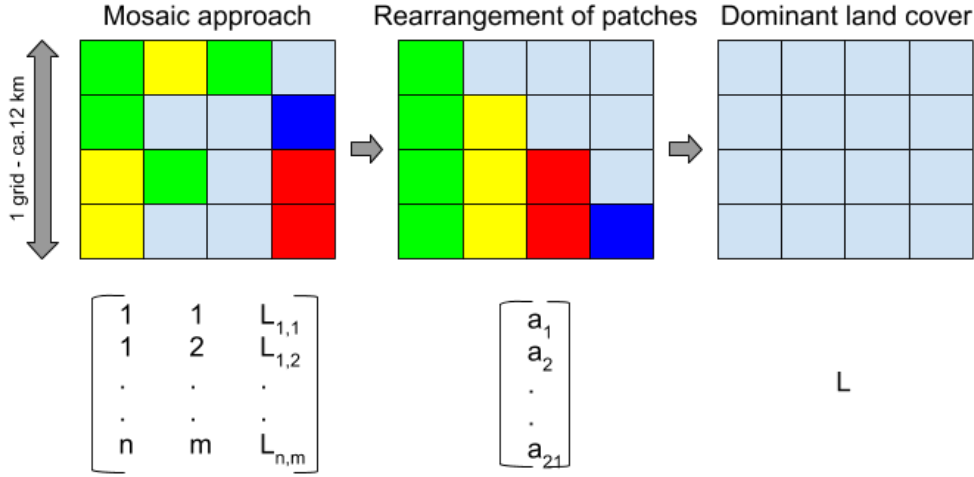 Mosaic approach
Rearrangement of patches
Dominant land cover
1 grid - ca.12 km
1 1 L1,1
1 2 L1,2
. . .
. . .
n m Ln,m
a1
a2
.
.
a21
L